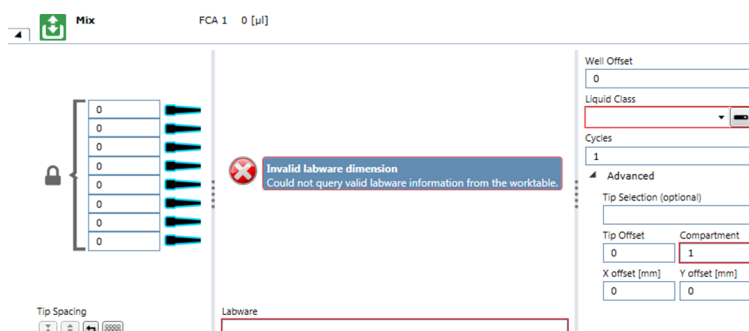 Mix FCA 1 0 [µl]
Well Offset
0
Liquid Class
Cycles
1
Advanced
Tip Selection (optional)
Tip Offset Compartment
0 1
X offset [mm] Y offset [mm]
0 0
0
0
0
0
0
0
0
0
Invalid labware dimension
Could not query valid labware information from the worktable.
Tip Spacing
Labware